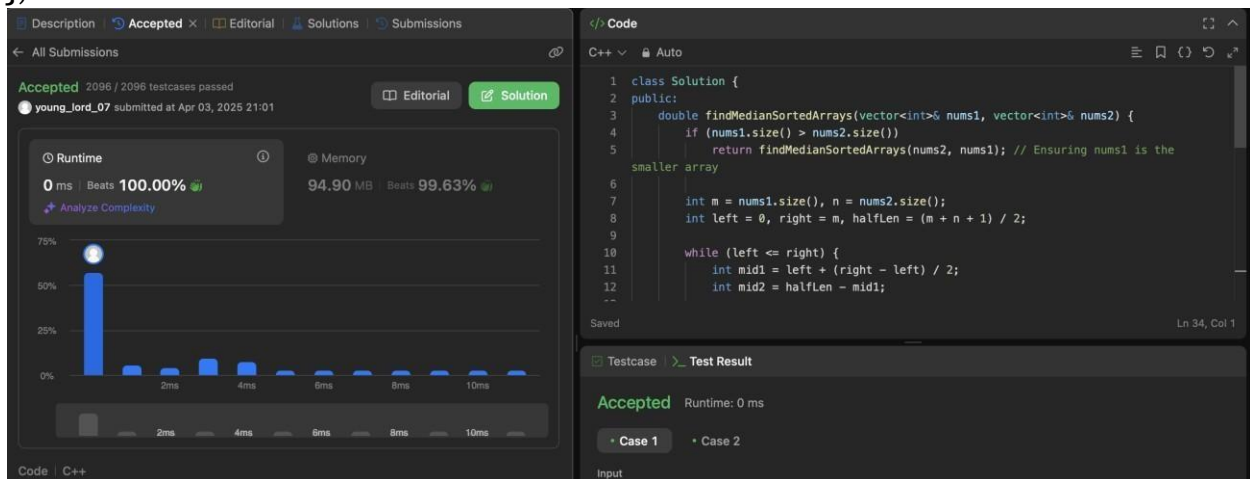 Description Accepted × Editorial Solutions Submissions
← All Submissions
Accepted 2096 / 2096 testcases passed
young_lord_07 submitted at Apr 03, 2025 21:01
Editorial Solution
Runtime
0 ms Beats 100.00%
Analyze Complexity
Memory
94.90 MB Beats 99.63%
75%
50%
25%
0%
2ms 4ms 6ms 8ms 10ms
2ms 4ms 6ms 8ms 10ms
Code C++
</> Code
C++ Auto
1 class Solution {
2 public:
3 double findMedianSortedArrays(vector<int>& nums1, vector<int>& nums2) {
4 if (nums1.size() > nums2.size())
5 return findMedianSortedArrays(nums2, nums1); // Ensuring nums1 is the
smaller array
6
7 int m = nums1.size(), n = nums2.size();
8 int left = 0, right = m, halfLen = (m + n + 1) / 2;
9
10 while (left <= right) {
11 int mid1 = left + (right - left) / 2;
12 int mid2 = halfLen - mid1;
Saved Ln 34, Col 1
Testcase >_ Test Result
Accepted Runtime: 0 ms
• Case 1 • Case 2
Input